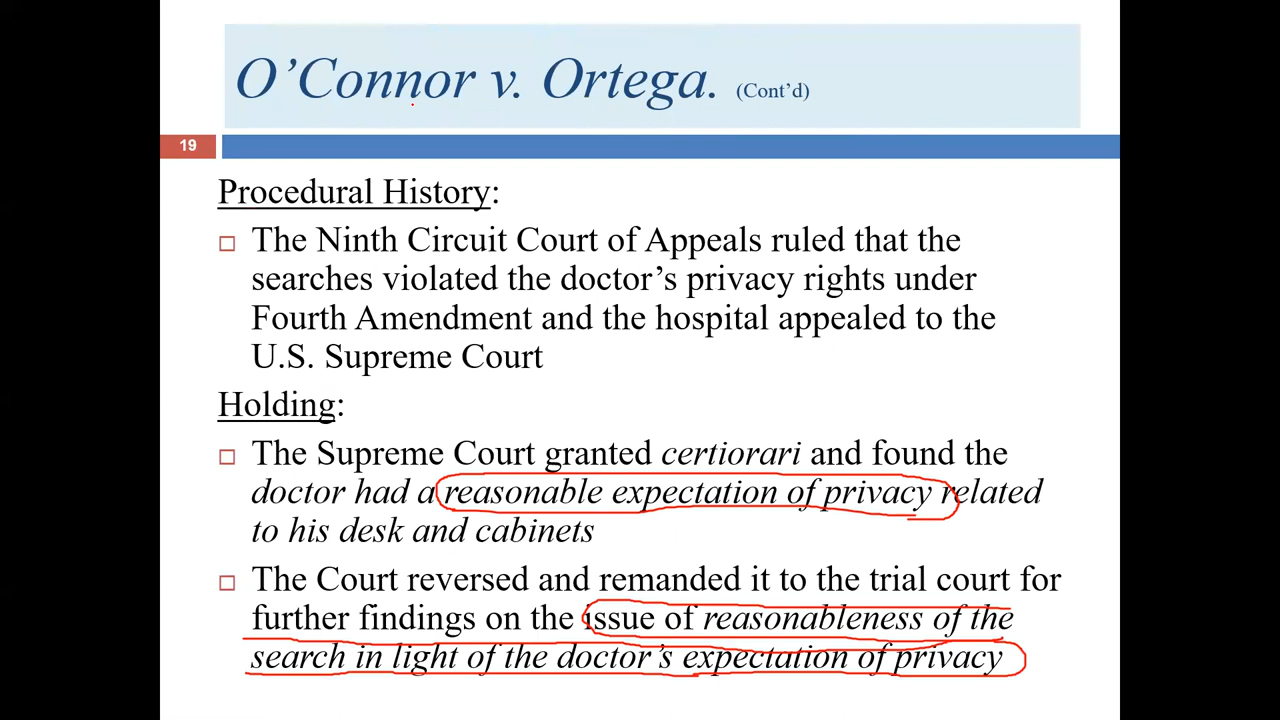 O’Connor v. Ortega. (Cont’d)
19
Procedural History:
The Ninth Circuit Court of Appeals ruled that the
searches violated the doctor’s privacy rights under
Fourth Amendment and the hospital appealed to the
U.S. Supreme Court
Holding:
The Supreme Court granted certiorari and found the
doctor had a reasonable expectation of privacy related
to his desk and cabinets
The Court reversed and remanded it to the trial court for
further findings on the issue of reasonableness of the
search in light of the doctor’s expectation of privacy